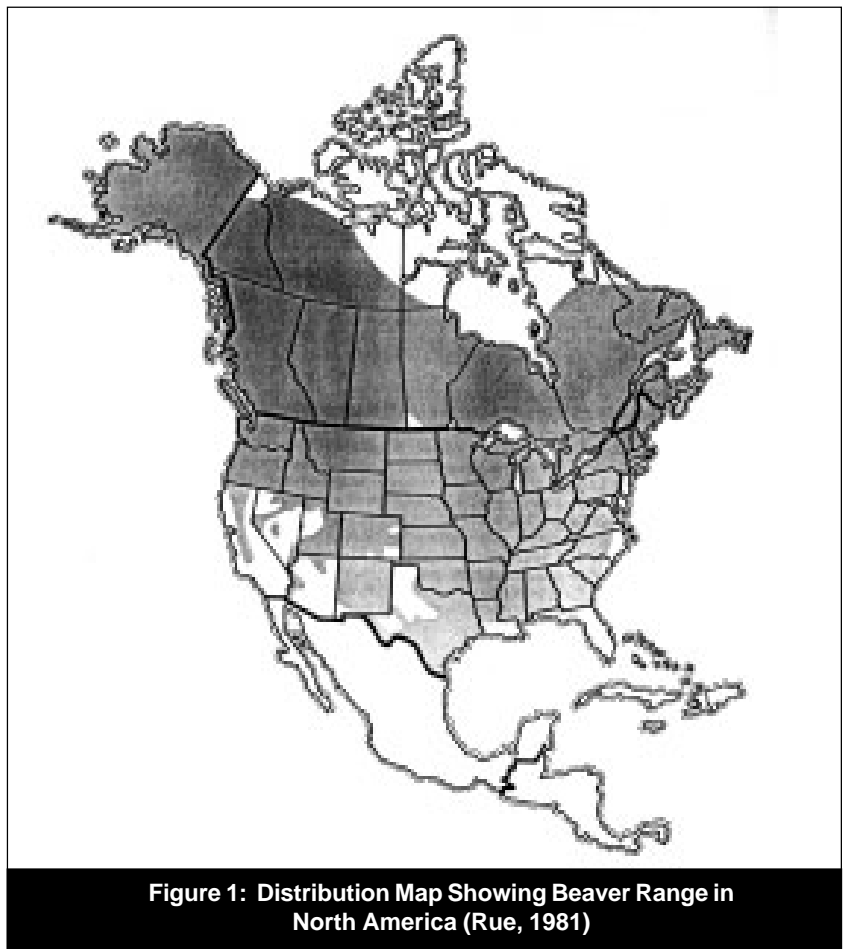 Figure 1: Distribution Map Showing Beaver Range in
North America (Rue, 1981)